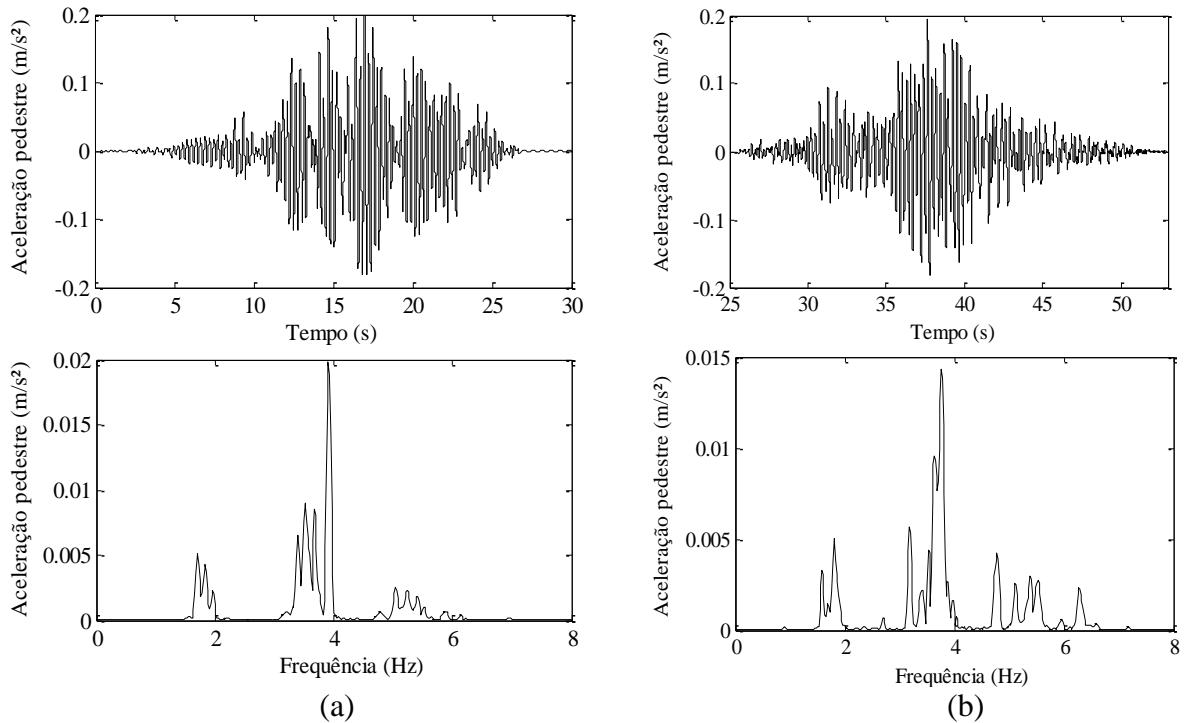 Aceleração pedestre (m/s²)
0.2
0.1
0
-0.1
-0.2
0 5 10 15 20 25 30
Tempo (s)
Aceleração pedestre (m/s²)
0.2
0.1
0
-0.1
-0.2
25 30 35 40 45 50
Tempo (s)
Aceleração pedestre (m/s²)
0.02
0.015
0.01
0.005
0
0 2 4 6 8
Frequência (Hz)
(a)
Aceleração pedestre (m/s²)
0.015
0.01
0.005
0
0 2 4 6 8
Frequência (Hz)
(b)